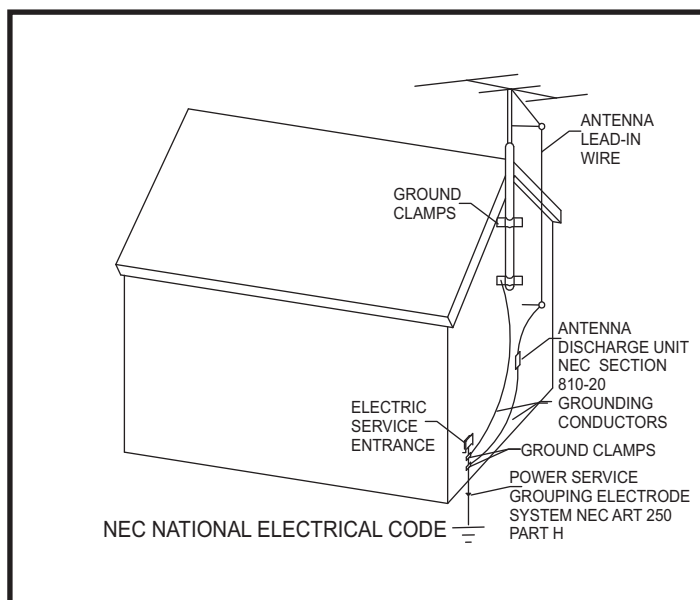 ANTENNA
LEAD-IN
WIRE
GROUND
CLAMPS
ANTENNA
DISCHARGE UNIT
NEC SECTION
810-20
GROUNDING
CONDUCTORS
ELECTRIC
SERVICE
ENTRANCE
GROUND CLAMPS
POWER SERVICE
GROUPING ELECTRODE
SYSTEM NEC ART 250
PART H
NEC NATIONAL ELECTRICAL CODE